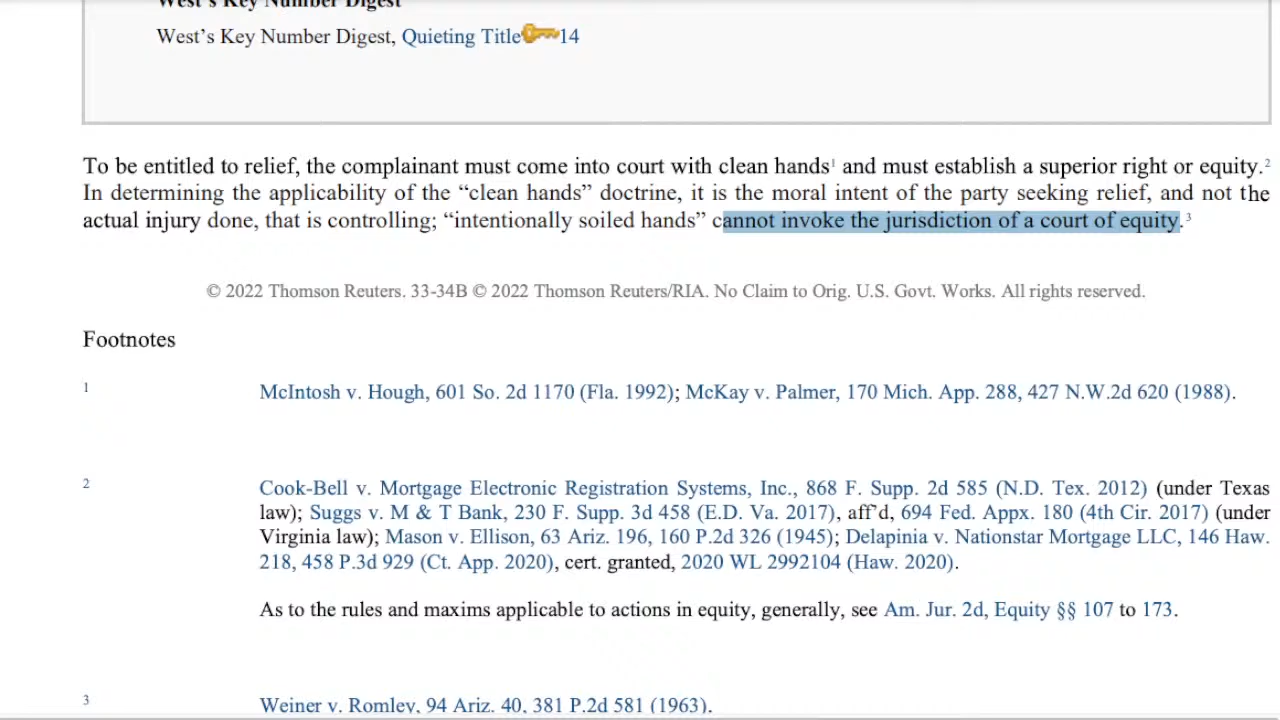 West's Key Number Digest
West's Key Number Digest, Quieting Title 14
To be entitled to relief, the complainant must come into court with clean hands1 and must establish a superior right or equity.2
In determining the applicability of the “clean hands” doctrine, it is the moral intent of the party seeking relief, and not the
actual injury done, that is controlling; “intentionally soiled hands” cannot invoke the jurisdiction of a court of equity.3
© 2022 Thomson Reuters. 33-34B © 2022 Thomson Reuters/RIA. No Claim to Orig. U.S. Govt. Works. All rights reserved.
Footnotes
1 McIntosh v. Hough, 601 So. 2d 1170 (Fla. 1992); McKay v. Palmer, 170 Mich. App. 288, 427 N.W.2d 620 (1988).
2 Cook-Bell v. Mortgage Electronic Registration Systems, Inc., 868 F. Supp. 2d 585 (N.D. Tex. 2012) (under Texas
law); Suggs v. M & T Bank, 230 F. Supp. 3d 458 (E.D. Va. 2017), aff'd, 694 Fed. Appx. 180 (4th Cir. 2017) (under
Virginia law); Mason v. Ellison, 63 Ariz. 196, 160 P.2d 326 (1945); Delapinia v. Nationstar Mortgage LLC, 146 Haw.
218, 458 P.3d 929 (Ct. App. 2020), cert. granted, 2020 WL 2992104 (Haw. 2020).
As to the rules and maxims applicable to actions in equity, generally, see Am. Jur. 2d, Equity §§ 107 to 173.
3 Weiner v. Romley, 94 Ariz. 40, 381 P.2d 581 (1963).